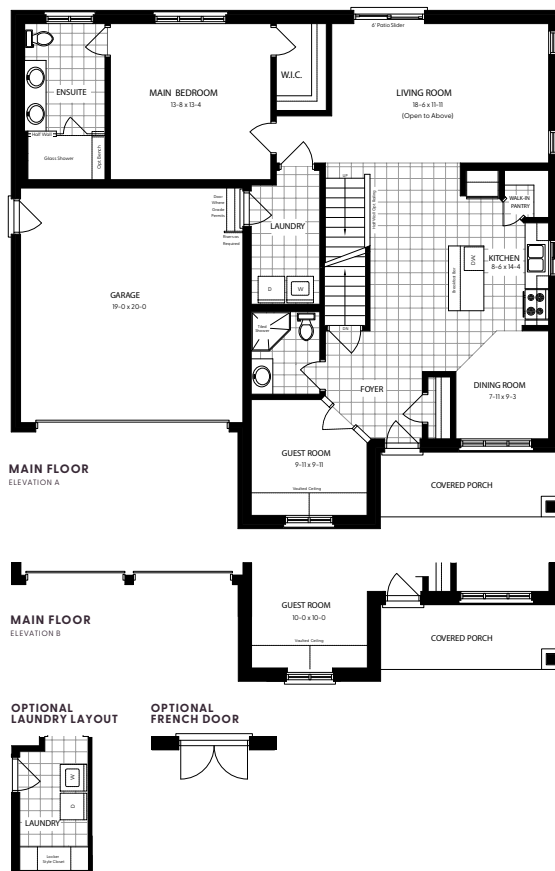 6' Patio Slider
ENSUITE
MAIN BEDROOM
13-8 x 13-4
W.I.C.
LIVING ROOM
18-6 x 11-11
(Open to Above)
Half Wall
Glass Shower
Opt. Bench
Door
Where
Grade
Permits
Riser(s)
Required
LAUNDRY
D
W
UP
Half Wall Opt. Railing
DN
WALK-IN
PANTRY
KITCHEN
8-6 x 14-4
DW
Breakfast Bar
GARAGE
19-0 x 20-0
Tiled
Shower
FOYER
DINING ROOM
7-11 x 9-3
GUEST ROOM
9-11 x 9-11
Vaulted Ceiling
COVERED PORCH
MAIN FLOOR
ELEVATION A
GUEST ROOM
10-0 x 10-0
Vaulted Ceiling
COVERED PORCH
MAIN FLOOR
ELEVATION B
OPTIONAL
LAUNDRY LAYOUT
W
D
LAUNDRY
Locker
Style Closet
OPTIONAL
FRENCH DOOR